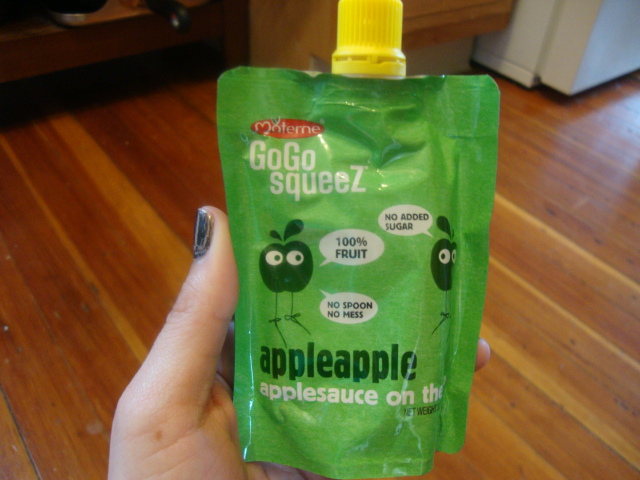 Materne
GoGo
squeeZ
NO ADDED
SUGAR
100%
FRUIT
NO SPOON
NO MESS
appleapple
applesauce on the
NET WEIGHT